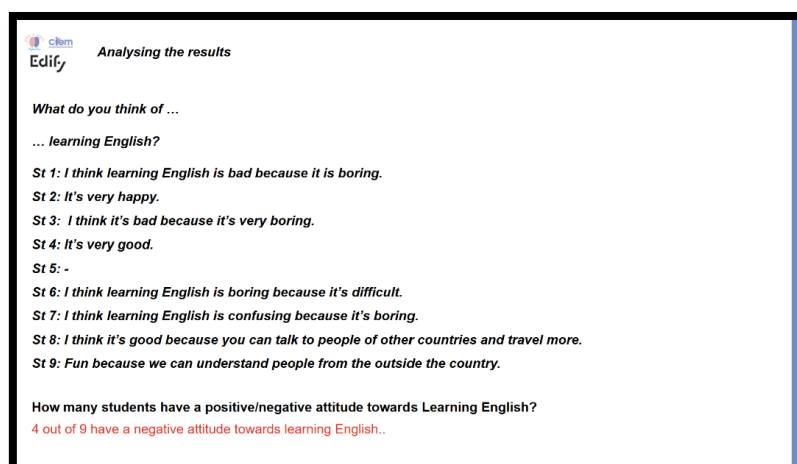 ciem
Edify
Analysing the results
What do you think of …
… learning English?
St 1: I think learning English is bad because it is boring.
St 2: It's very happy.
St 3:  I think it's bad because it's very boring.
St 4: It's very good.
St 5: -
St 6: I think learning English is boring because it's difficult.
St 7: I think learning English is confusing because it's boring.
St 8: I think it's good because you can talk to people of other countries and travel more.
St 9: Fun because we can understand people from the outside the country.
How many students have a positive/negative attitude towards Learning English?
4 out of 9 have a negative attitude towards learning English..